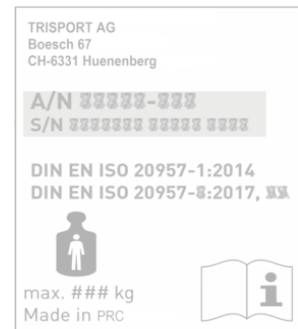 TRISPORT AG
Boesch 67
CH-6331 Huenenberg
A/N
S/N
DIN EN ISO 20957-1:2014
DIN EN ISO 20957-8:2017,
max. ### kg
Made in PRC